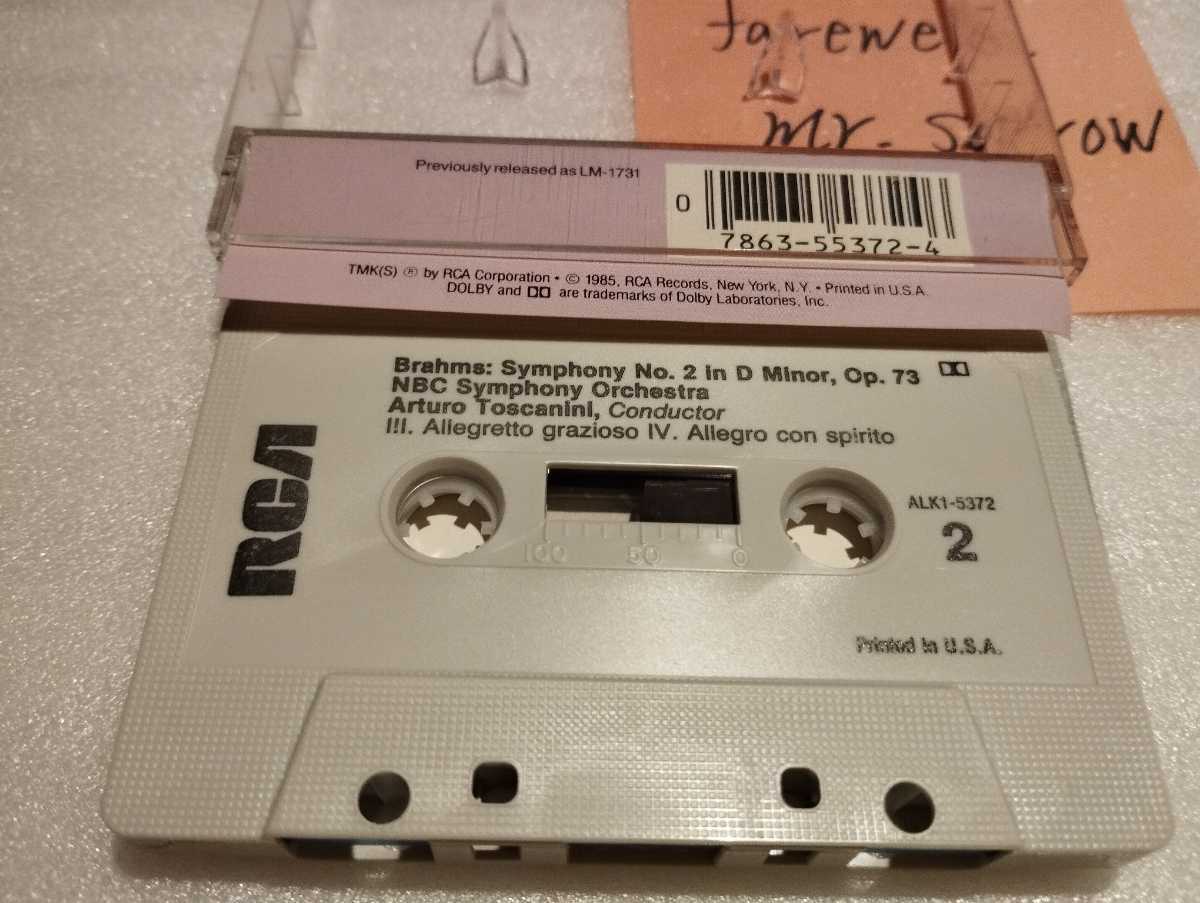 farewe
mr. S row
Previously released as LM-1731
0
7863-55372-4
TMK(S) ® by RCA Corporation • © 1985, RCA Records, New York, N.Y. • Printed in U.S.A.
DOLBY and are trademarks of Dolby Laboratories, Inc.
Brahms: Symphony No. 2 in D Minor, Op. 73
NBC Symphony Orchestra
Arturo Toscanini, Conductor
III. Allegretto grazioso IV. Allegro con spirito
RCA
ALK1-5372
2
100 50 0
Printed in U.S.A.